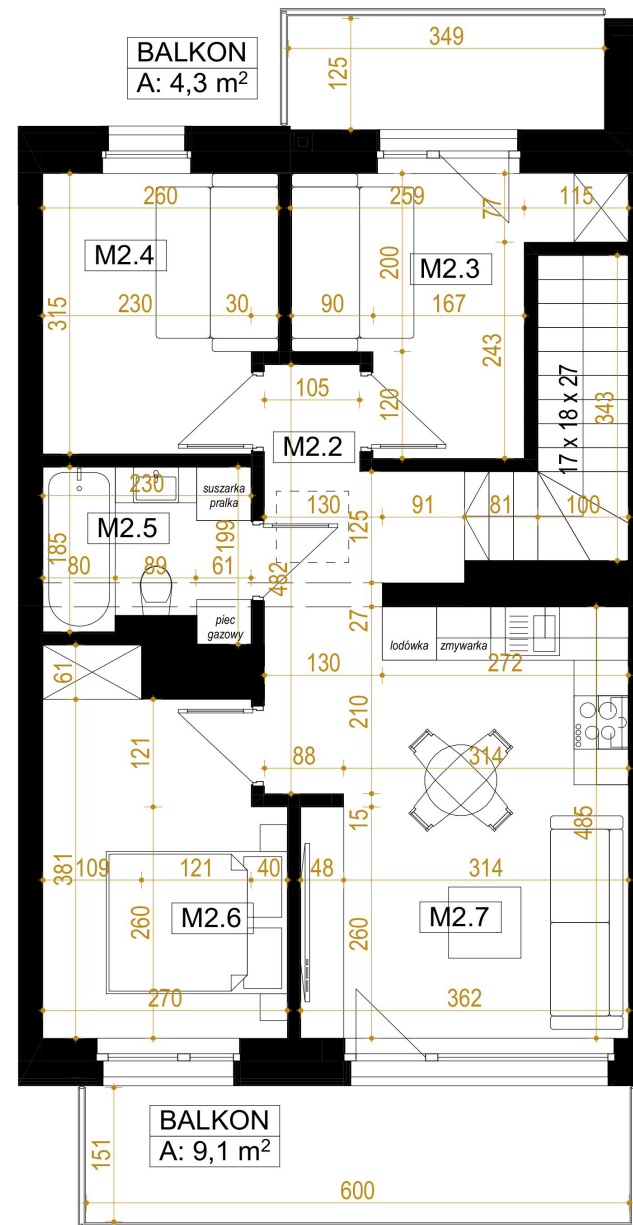 349
BALKON
A: 4,3 m²
125
260
259
77
115
M2.4
M2.3
200
315
230
30
90
167
243
343
17 x 18 x 27
105
120
M2.2
230
suszarka
pralka
130
91
81
100
M2.5
125
185
199
482
80
89
61
27
piec
gazowy
lodówka
zmywarka
61
130
272
210
121
88
314
15
485
381
109
121
40
48
314
M2.6
M2.7
260
260
270
362
BALKON
A: 9,1 m²
151
600